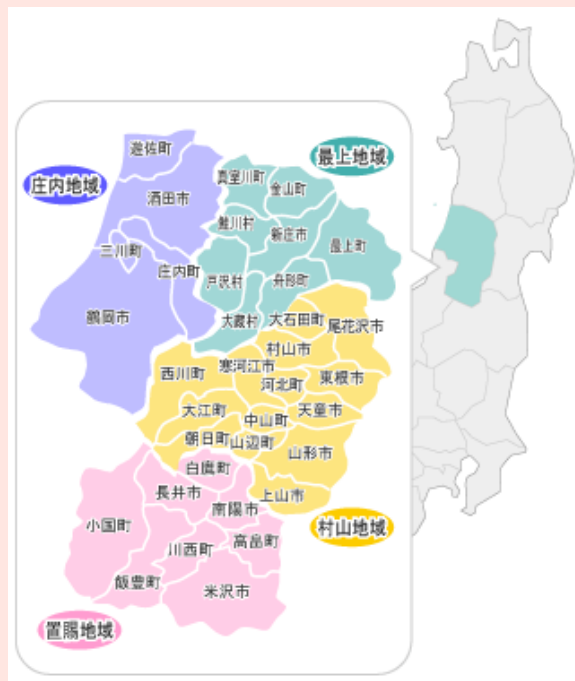 遊佐町
最上地域
庄内地域
真室川町
金山町
酒田市
鮭川村
新庄市
最上町
三川町
庄内町
戸沢村
舟形町
鶴岡市
大蔵村
大石田町
尾花沢市
村山市
西川町
寒河江市
河北町
東根市
大江町
中山町
天童市
朝日町
山辺町
山形市
白鷹町
長井市
上山市
南陽市
小国町
村山地域
川西町
高畠町
飯豊町
米沢市
置賜地域